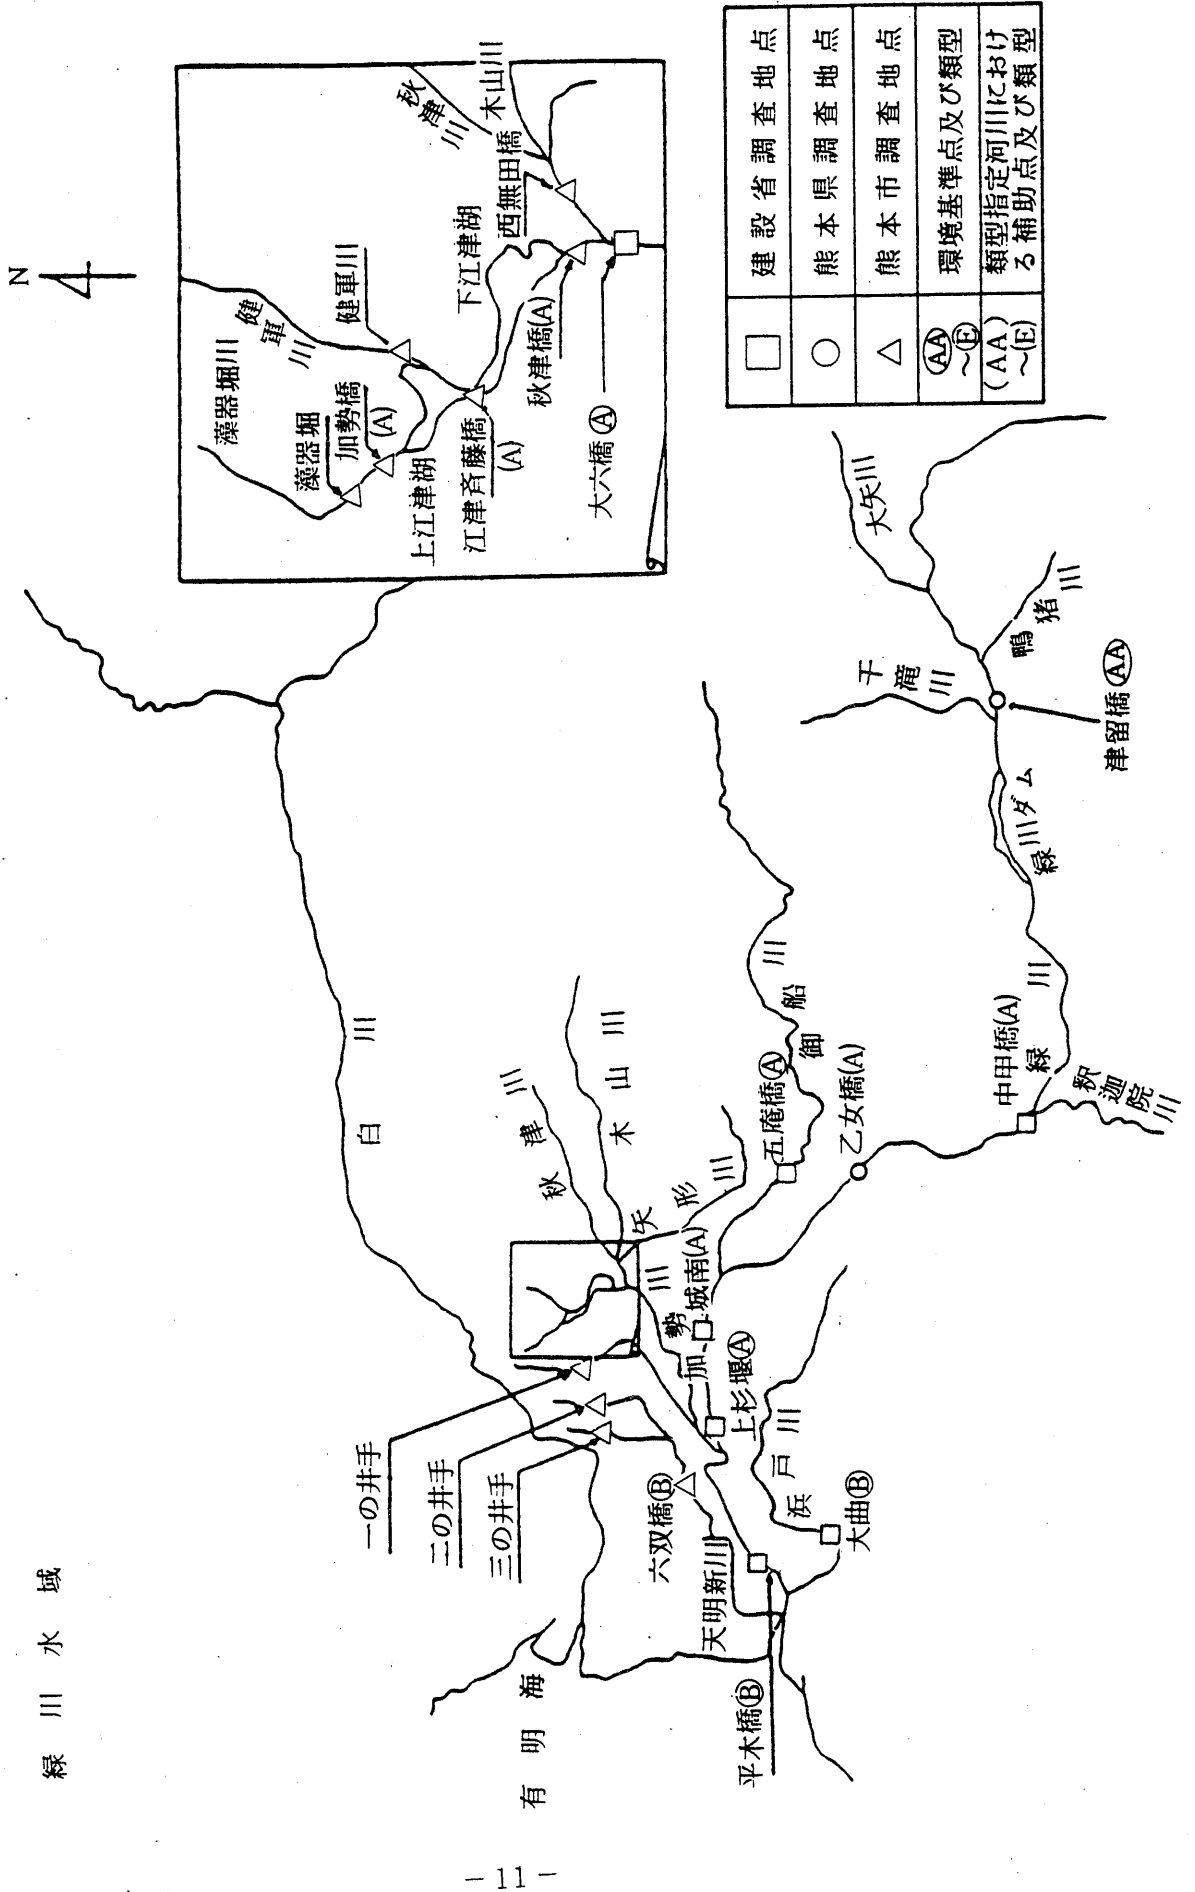 緑川水域
N
藻器堀川
健軍川
秋津川
木山川
藻器堀
加勢橋
(A)
健軍川
上江津湖
下江津湖
江津斉藤橋
(A)
西無田橋
秋津橋(A)
大六橋Ⓐ
□ 建設省調査地点
○ 熊本県調査地点
△ 熊本市調査地点
AA～E 環境基準点及び類型
(AA)～(E) 類型指定河川における補助点及び類型
白川
一の井手
二の井手
三の井手
有明海
秋津川
木山川
矢形川
加勢川
城南(A)
上杉堰Ⓐ
六双橋Ⓑ
天明新川
平木橋Ⓑ
浜戸川
大曲Ⓑ
五庵橋Ⓐ
御船川
乙女橋(A)
中甲橋(A)
緑川
釈迦院川
緑川ダム
千滝川
大矢川
鴨猪川
津留橋AA
－11－